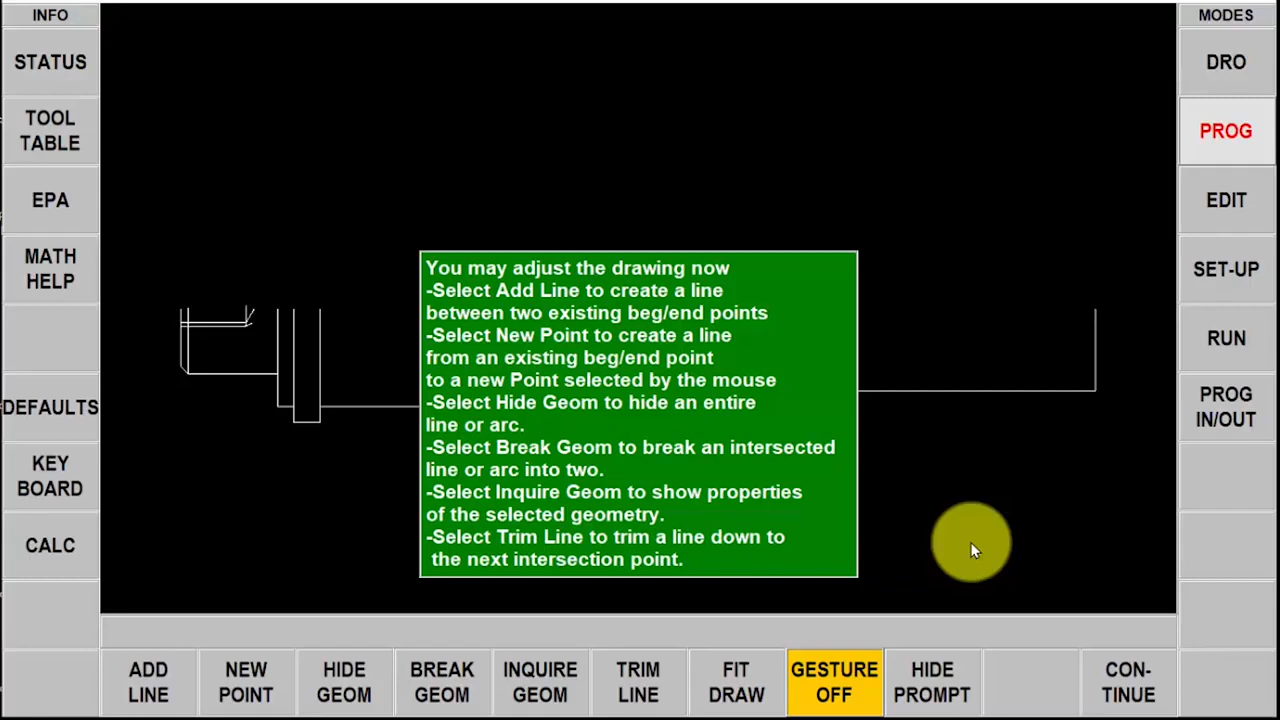 INFO
STATUS
TOOL
TABLE
EPA
MATH
HELP
DEFAULTS
KEY
BOARD
CALC
You may adjust the drawing now
-Select Add Line to create a line
between two existing beg/end points
-Select New Point to create a line
from an existing beg/end point
to a new Point selected by the mouse
-Select Hide Geom to hide an entire
line or arc.
-Select Break Geom to break an intersected
line or arc into two.
-Select Inquire Geom to show properties
of the selected geometry.
-Select Trim Line to trim a line down to
the next intersection point.
MODES
DRO
PROG
EDIT
SET-UP
RUN
PROG
IN/OUT
ADD
LINE
NEW
POINT
HIDE
GEOM
BREAK
GEOM
INQUIRE
GEOM
TRIM
LINE
FIT
DRAW
GESTURE
OFF
HIDE
PROMPT
CON-
TINUE